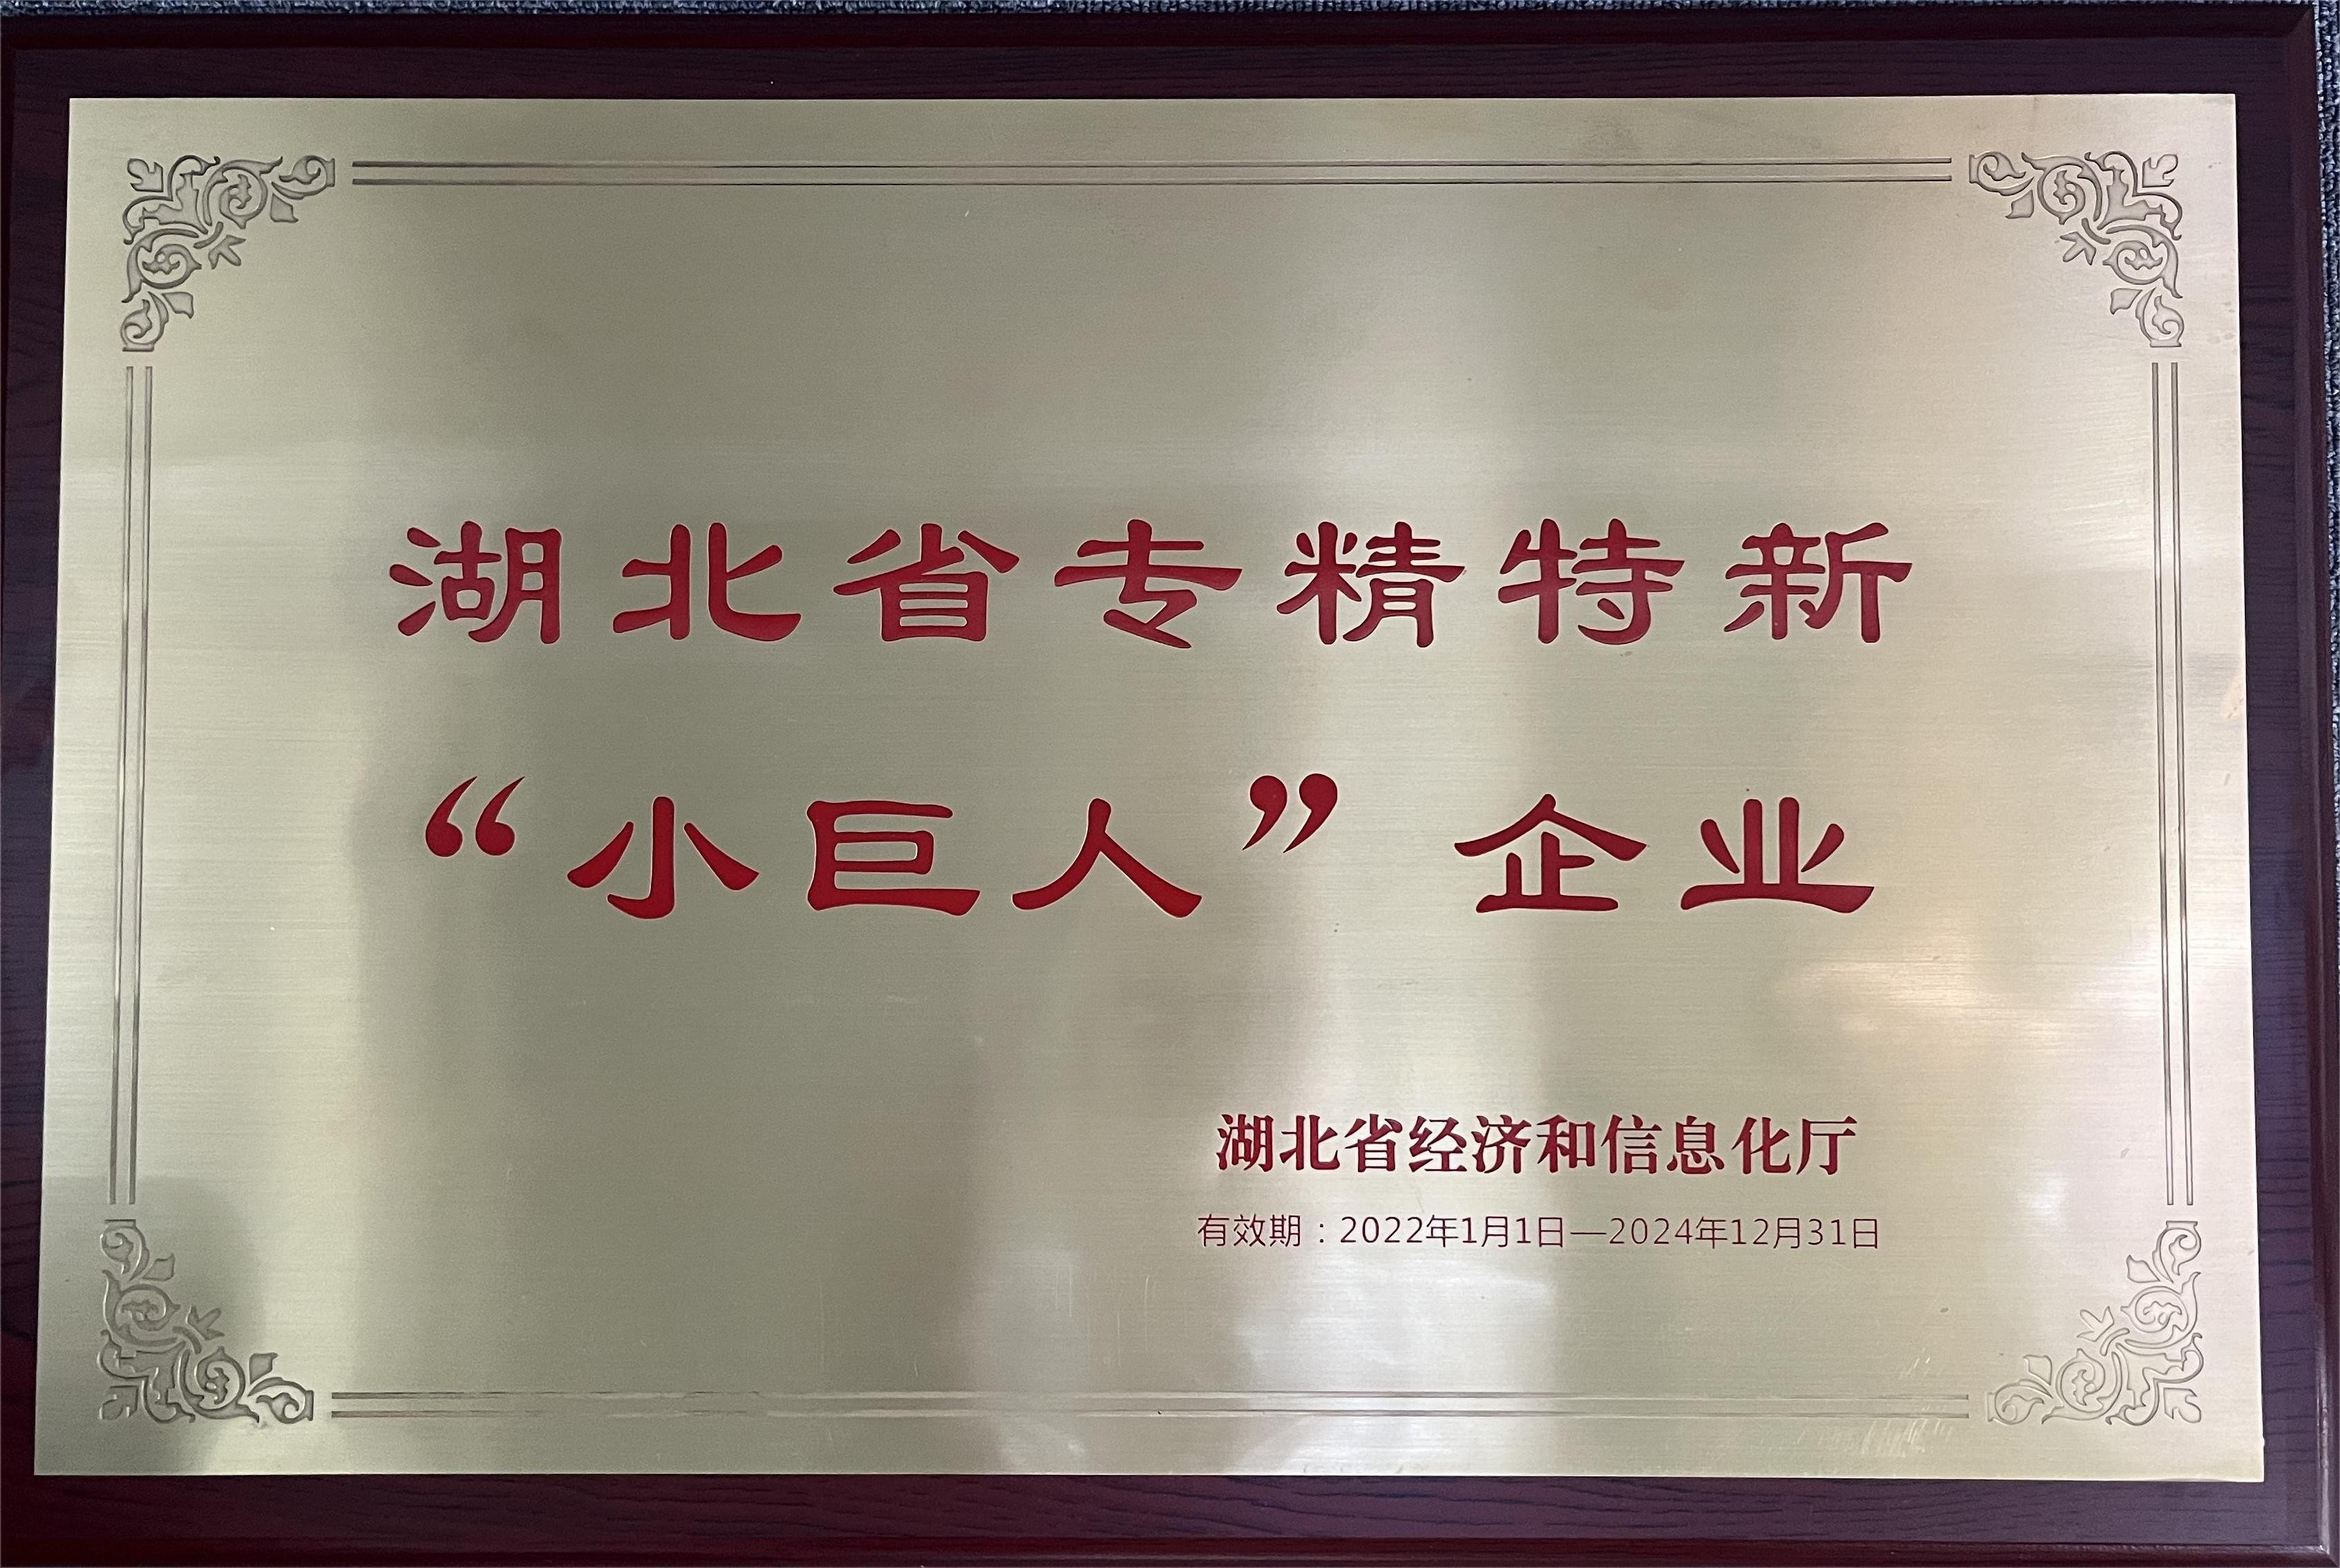 湖北省专精特新
“小巨人”企业
湖北省经济和信息化厅
有效期：2022年1月1日—2024年12月31日